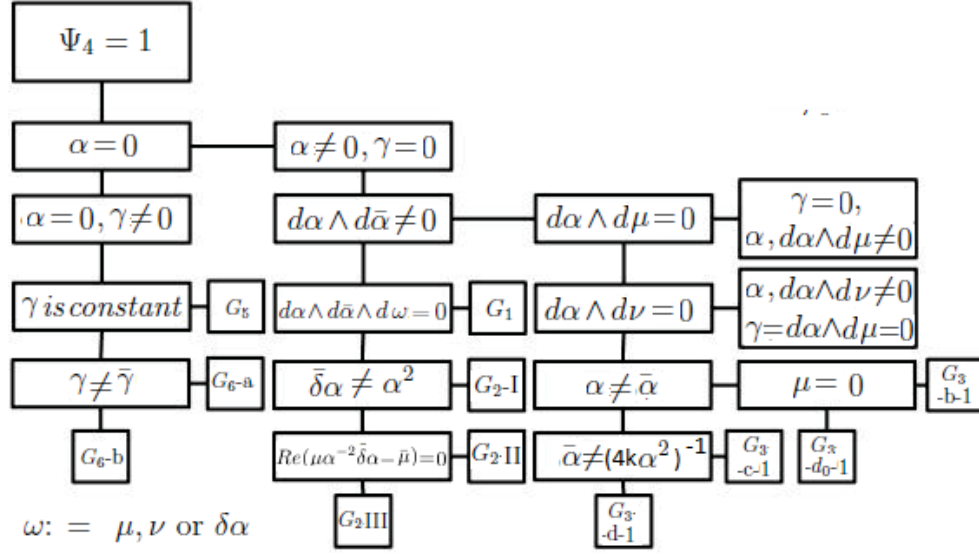 Ψ₄ = 1
α = 0
α ≠ 0, γ = 0
α = 0, γ ≠ 0
dα ∧ dᾱ ≠ 0
dα ∧ dμ = 0
γ = 0,
α, dα∧dμ ≠ 0
γ is constant
G₅
dα ∧ dᾱ ∧ dω = 0
G₁
dα ∧ dν = 0
α, dα∧dν ≠ 0
γ = dα∧dμ = 0
γ ≠ γ̄
G₆-a
δ̄α ≠ α²
G₂-I
α ≠ ᾱ
μ = 0
G₃
-b-1
G₆-b
Re(μα⁻²δ̄α − μ̄) = 0
G₂-II
ᾱ ≠ (4kα²)⁻¹
G₃
-c-1
G₃
-d₀-1
G₂III
G₃
-d-1
ω: = μ, ν or δα